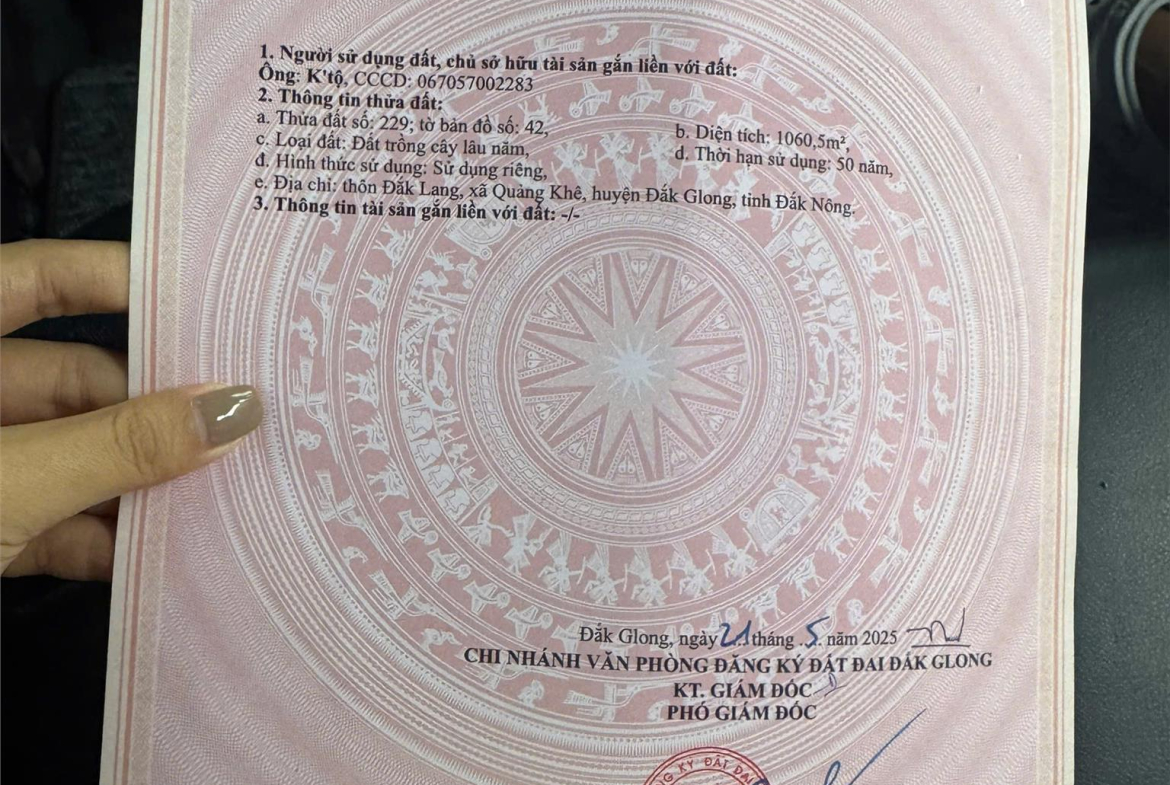 1. Người sử dụng đất, chủ sở hữu tài sản gắn liền với đất:
Ông: K'tộ, CCCD: 067057002283
2. Thông tin thửa đất:
a. Thửa đất số: 229; tờ bản đồ số: 42, b. Diện tích: 1060,5m²,
c. Loại đất: Đất trồng cây lâu năm, d. Thời hạn sử dụng: 50 năm,
đ. Hình thức sử dụng: Sử dụng riêng,
e. Địa chỉ: thôn Đắk Lang, xã Quảng Khê, huyện Đắk Glong, tỉnh Đắk Nông.
3. Thông tin tài sản gắn liền với đất: -/-
Đắk Glong, ngày 21 tháng 5 năm 2025
CHI NHÁNH VĂN PHÒNG ĐĂNG KÝ ĐẤT ĐAI ĐẮK GLONG
KT. GIÁM ĐỐC
PHÓ GIÁM ĐỐC
KÝ ĐẤT ĐAI